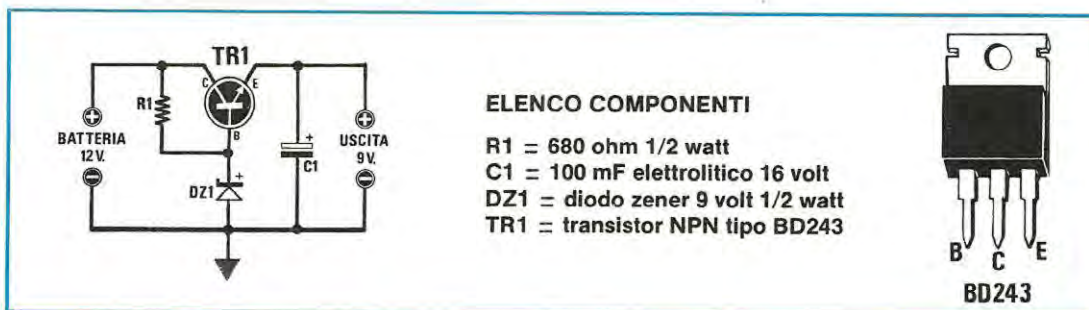 TR1
C
E
B
R1
BATTERIA
12V.
DZ1
+
+
C1
USCITA
9V.
ELENCO COMPONENTI
R1 = 680 ohm 1/2 watt
C1 = 100 mF elettrolitico 16 volt
DZ1 = diodo zener 9 volt 1/2 watt
TR1 = transistor NPN tipo BD243
B
C
E
BD243